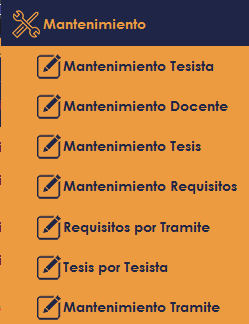 Mantenimiento
Mantenimiento Tesista
Mantenimiento Docente
Mantenimiento Tesis
Mantenimiento Requisitos
Requisitos por Tramite
Tesis por Tesista
Mantenimiento Tramite